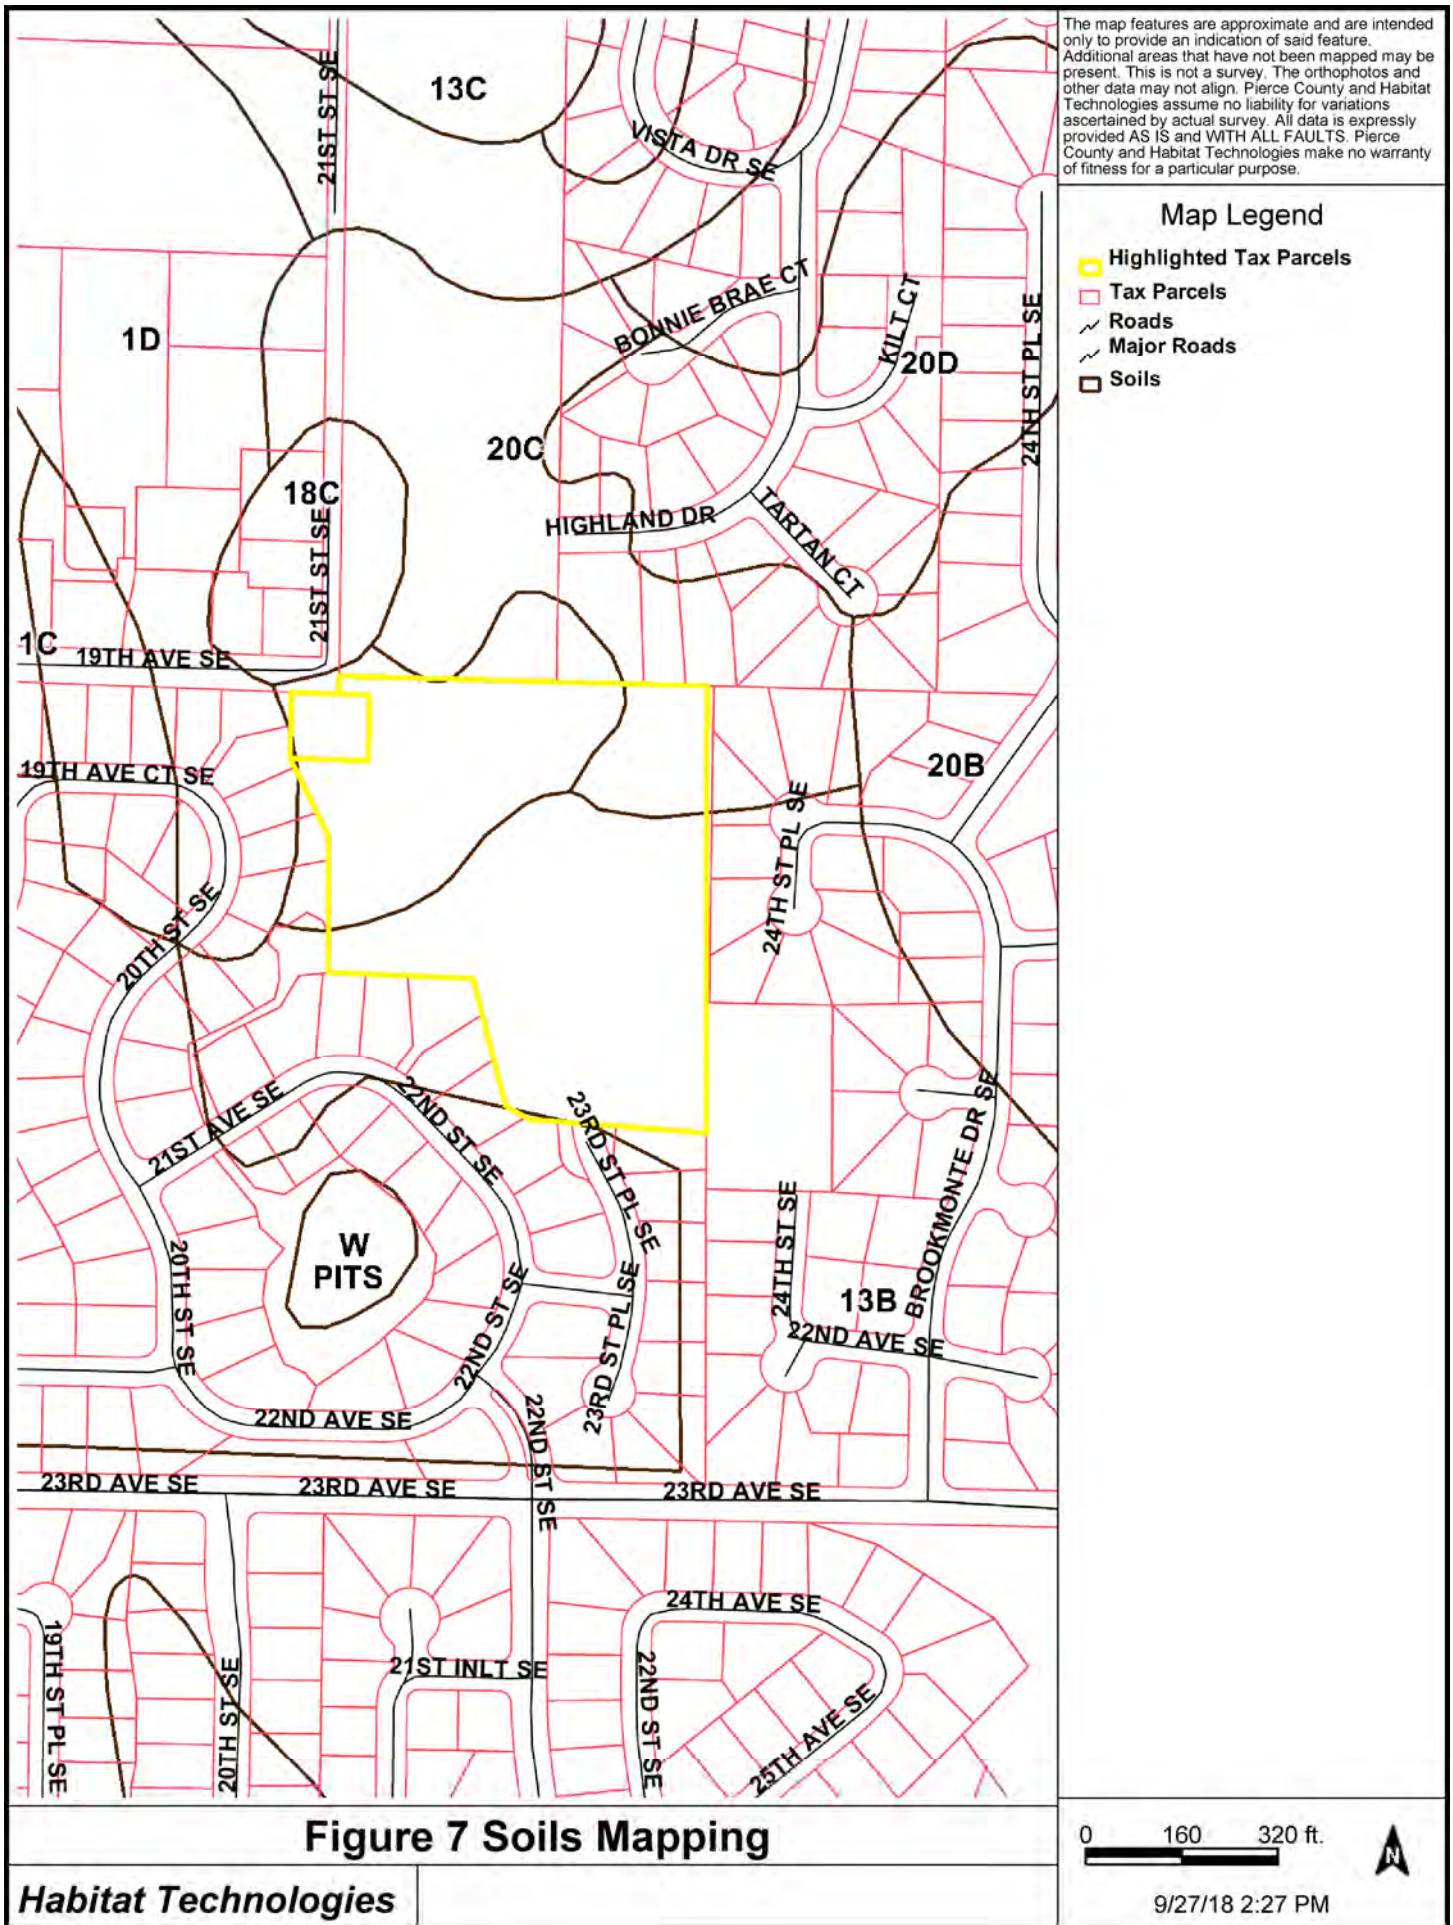 The map features are approximate and are intended
only to provide an indication of said feature.
Additional areas that have not been mapped may be
present. This is not a survey. The orthophotos and
other data may not align. Pierce County and Habitat
Technologies assume no liability for variations
ascertained by actual survey. All data is expressly
provided AS IS and WITH ALL FAULTS. Pierce
County and Habitat Technologies make no warranty
of fitness for a particular purpose.
Map Legend
Highlighted Tax Parcels
Tax Parcels
Roads
Major Roads
Soils
13C
21ST ST SE
VISTA DR SE
BONNIE BRAE CT
KILT CT
24TH ST PL SE
1D
20D
20C
18C
21ST ST SE
HIGHLAND DR
TARTAN CT
1C
19TH AVE SE
19TH AVE CT SE
20B
24TH ST PL SE
20TH ST SE
21ST AVE SE
22ND ST SE
23RD ST PL SE
BROOKMONTE DR SE
W
PITS
20TH ST SE
22ND ST SE
23RD ST PL SE
24TH ST SE
13B
22ND AVE SE
22ND AVE SE
22ND ST SE
23RD AVE SE
23RD AVE SE
23RD AVE SE
24TH AVE SE
19TH ST PL SE
20TH ST SE
21ST INLT SE
22ND ST SE
25TH AVE SE
Figure 7 Soils Mapping
Habitat Technologies
0 160 320 ft.
N
9/27/18 2:27 PM